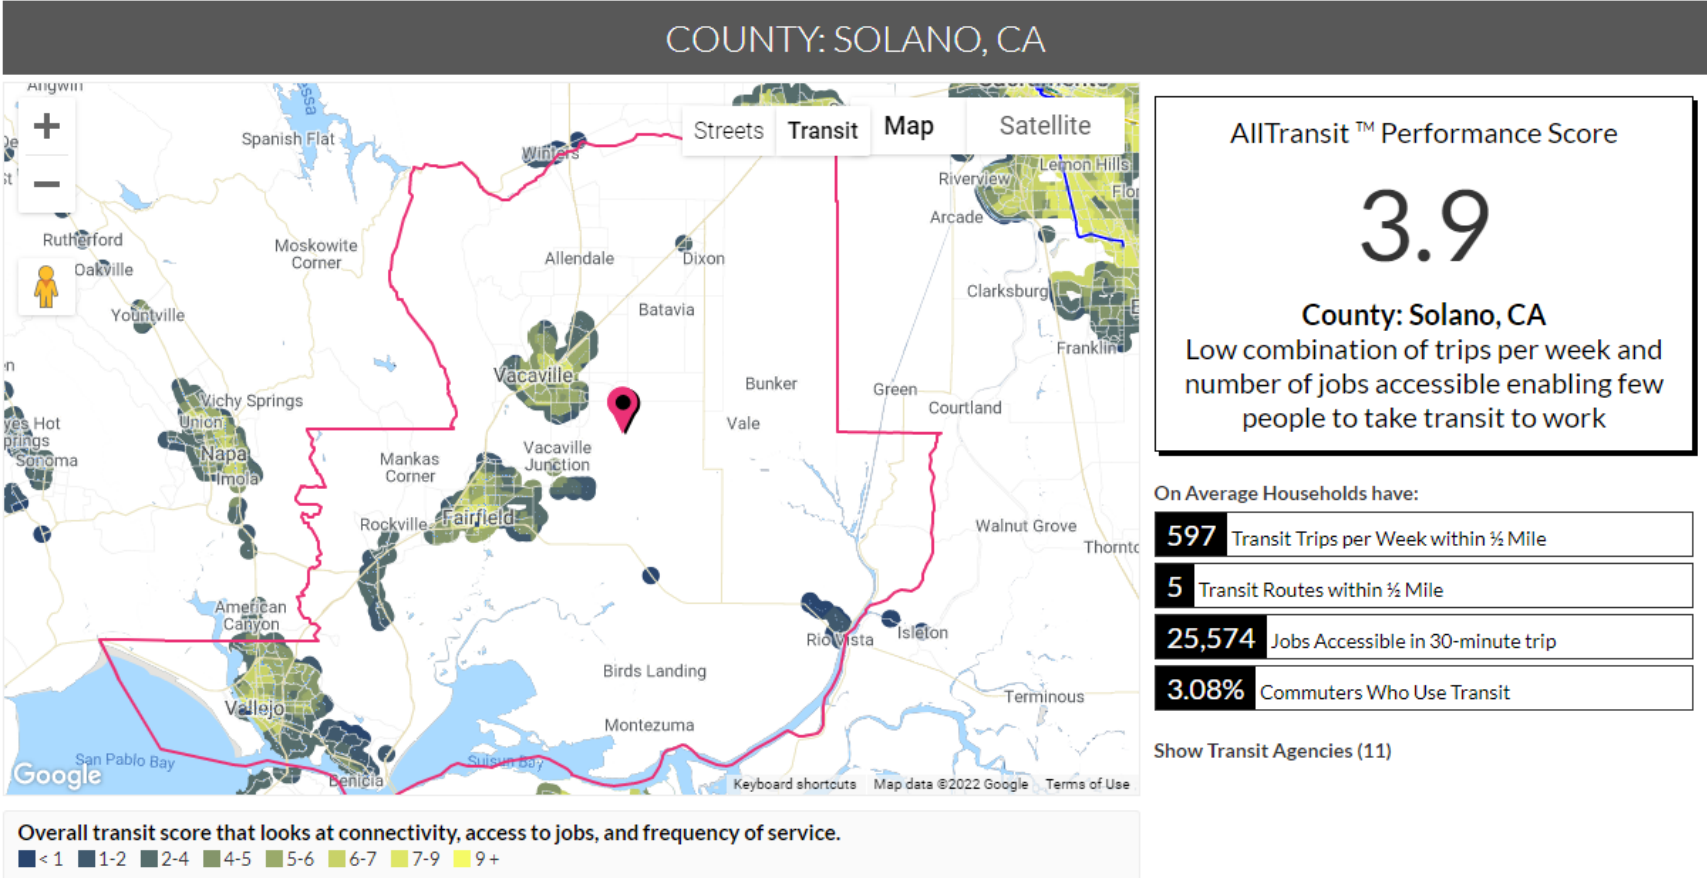 COUNTY: SOLANO, CA
Angwin
Spanish Flat
Winters
Streets
Transit
Map
Satellite
Sacramento
Lemon Hills
Riverview
Arcade
Rutherford
Oakville
Moskowite
Corner
Allendale
Dixon
Clarksburg
Yountville
Batavia
Franklin
Vacaville
Bunker
Green
Vichy Springs
Union
Courtland
Vale
Napa
Imola
Sonoma
Mankas
Corner
Vacaville
Junction
Rockville
Fairfield
Walnut Grove
American
Canyon
Rio Vista
Isleton
Birds Landing
Terminous
Vallejo
Montezuma
San Pablo Bay
Suisun Bay
Benicia
Google
Keyboard shortcuts
Map data ©2022 Google
Terms of Use
Overall transit score that looks at connectivity, access to jobs, and frequency of service.
< 1 1-2 2-4 4-5 5-6 6-7 7-9 9 +
AllTransit ™ Performance Score
3.9
County: Solano, CA
Low combination of trips per week and
number of jobs accessible enabling few
people to take transit to work
On Average Households have:
597 Transit Trips per Week within ½ Mile
5 Transit Routes within ½ Mile
25,574 Jobs Accessible in 30-minute trip
3.08% Commuters Who Use Transit
Show Transit Agencies (11)